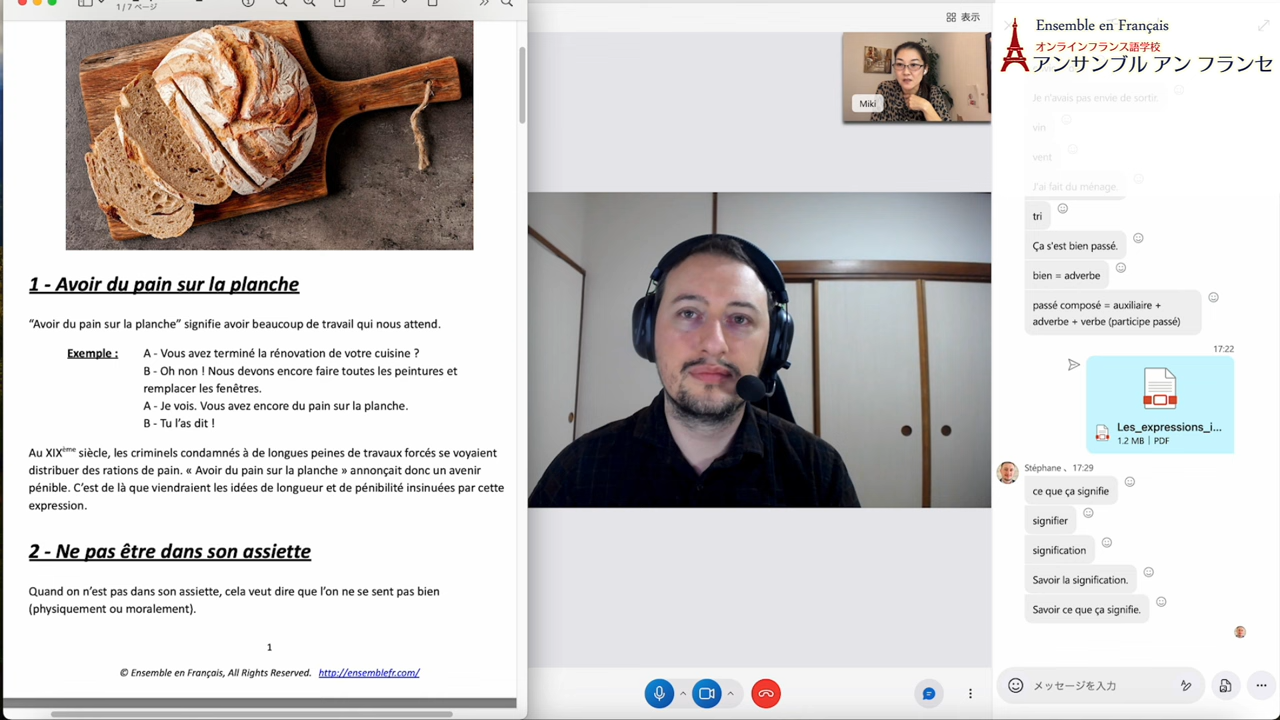 1 / 7 ページ
1 - Avoir du pain sur la planche
“Avoir du pain sur la planche” signifie avoir beaucoup de travail qui nous attend.
Exemple : A - Vous avez terminé la rénovation de votre cuisine ?
B - Oh non ! Nous devons encore faire toutes les peintures et
remplacer les fenêtres.
A - Je vois. Vous avez encore du pain sur la planche.
B - Tu l’as dit !
Au XIXème siècle, les criminels condamnés à de longues peines de travaux forcés se voyaient
distribuer des rations de pain. « Avoir du pain sur la planche » annonçait donc un avenir
pénible. C’est de là que viendraient les idées de longueur et de pénibilité insinuées par cette
expression.
2 - Ne pas être dans son assiette
Quand on n’est pas dans son assiette, cela veut dire que l’on ne se sent pas bien
(physiquement ou moralement).
1
© Ensemble en Français, All Rights Reserved. http://ensemblefr.com/
表示
Miki
Ensemble en Français
オンラインフランス語学校
アンサンブル アン フランセ
Je n'avais pas envie de sortir.
vin
vent
J'ai fait du ménage.
tri
Ça s'est bien passé.
bien = adverbe
passé composé = auxiliaire +
adverbe + verbe (participe passé)
17:22
Les_expressions_i...
1.2 MB | PDF
Stéphane 、 17:29
ce que ça signifie
signifier
signification
Savoir la signification.
Savoir ce que ça signifie.
メッセージを入力